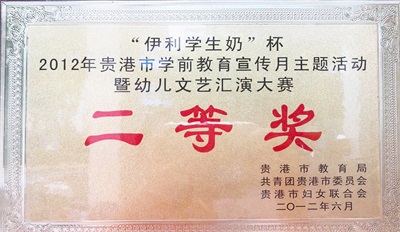 “伊利学生奶”杯
2012年贵港市学前教育宣传月主题活动
暨幼儿文艺汇演大赛
二等奖
贵港市教育局
共青团贵港市委员会
贵港市妇女联合会
二〇一二年六月